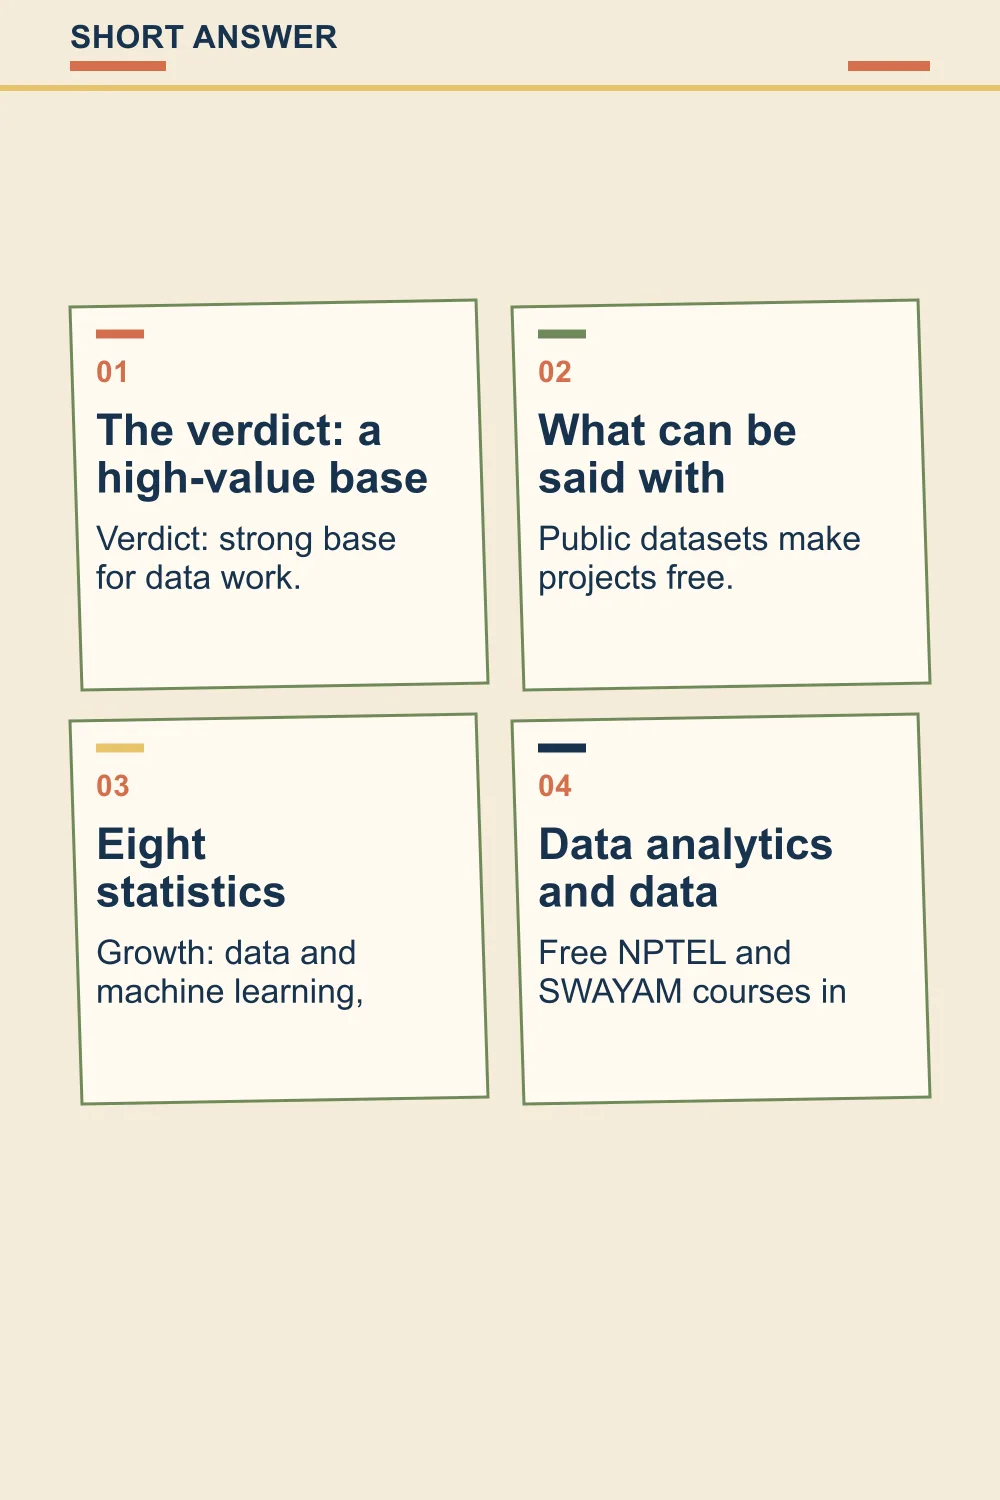 SHORT ANSWER
01
The verdict: a
high-value base
Verdict: strong base
for data work.
02
What can be
said with
Public datasets make
projects free.
03
Eight
statistics
Growth: data and
machine learning,
04
Data analytics
and data
Free NPTEL and
SWAYAM courses in